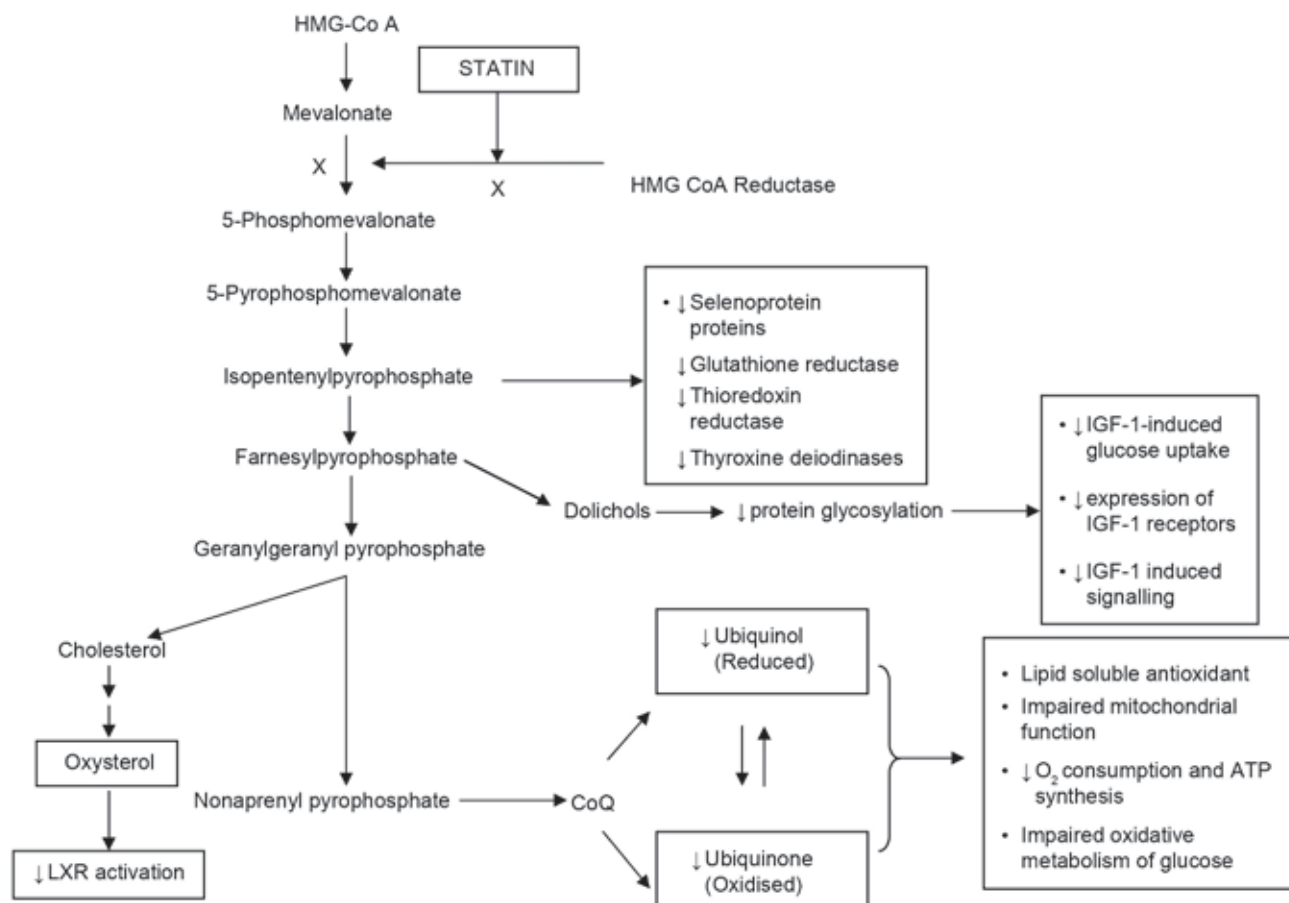 HMG-Co A
STATIN
Mevalonate
X
X
HMG CoA Reductase
5-Phosphomevalonate
5-Pyrophosphomevalonate
• ↓ Selenoprotein
proteins
↓ Glutathione reductase
↓ Thioredoxin
reductase
↓ Thyroxine deiodinases
Isopentenylpyrophosphate
Farnesylpyrophosphate
Dolichols
↓ protein glycosylation
• ↓ IGF-1-induced
glucose uptake
• ↓ expression of
IGF-1 receptors
• ↓ IGF-1 induced
signalling
Geranylgeranyl pyrophosphate
Cholesterol
Oxysterol
↓ LXR activation
Nonaprenyl pyrophosphate
CoQ
↓ Ubiquinol
(Reduced)
↓ Ubiquinone
(Oxidised)
• Lipid soluble antioxidant
• Impaired mitochondrial
function
• ↓ O₂ consumption and ATP
synthesis
• Impaired oxidative
metabolism of glucose